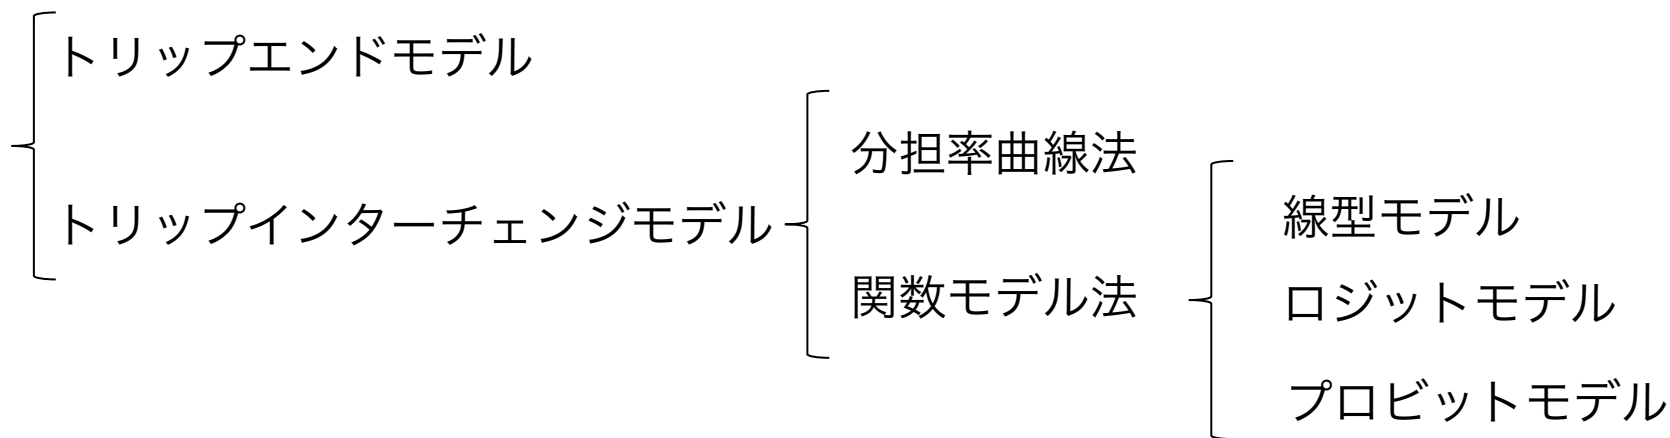 トリップエンドモデル
トリップインターチェンジモデル
分担率曲線法
関数モデル法
線型モデル
ロジットモデル
プロビットモデル